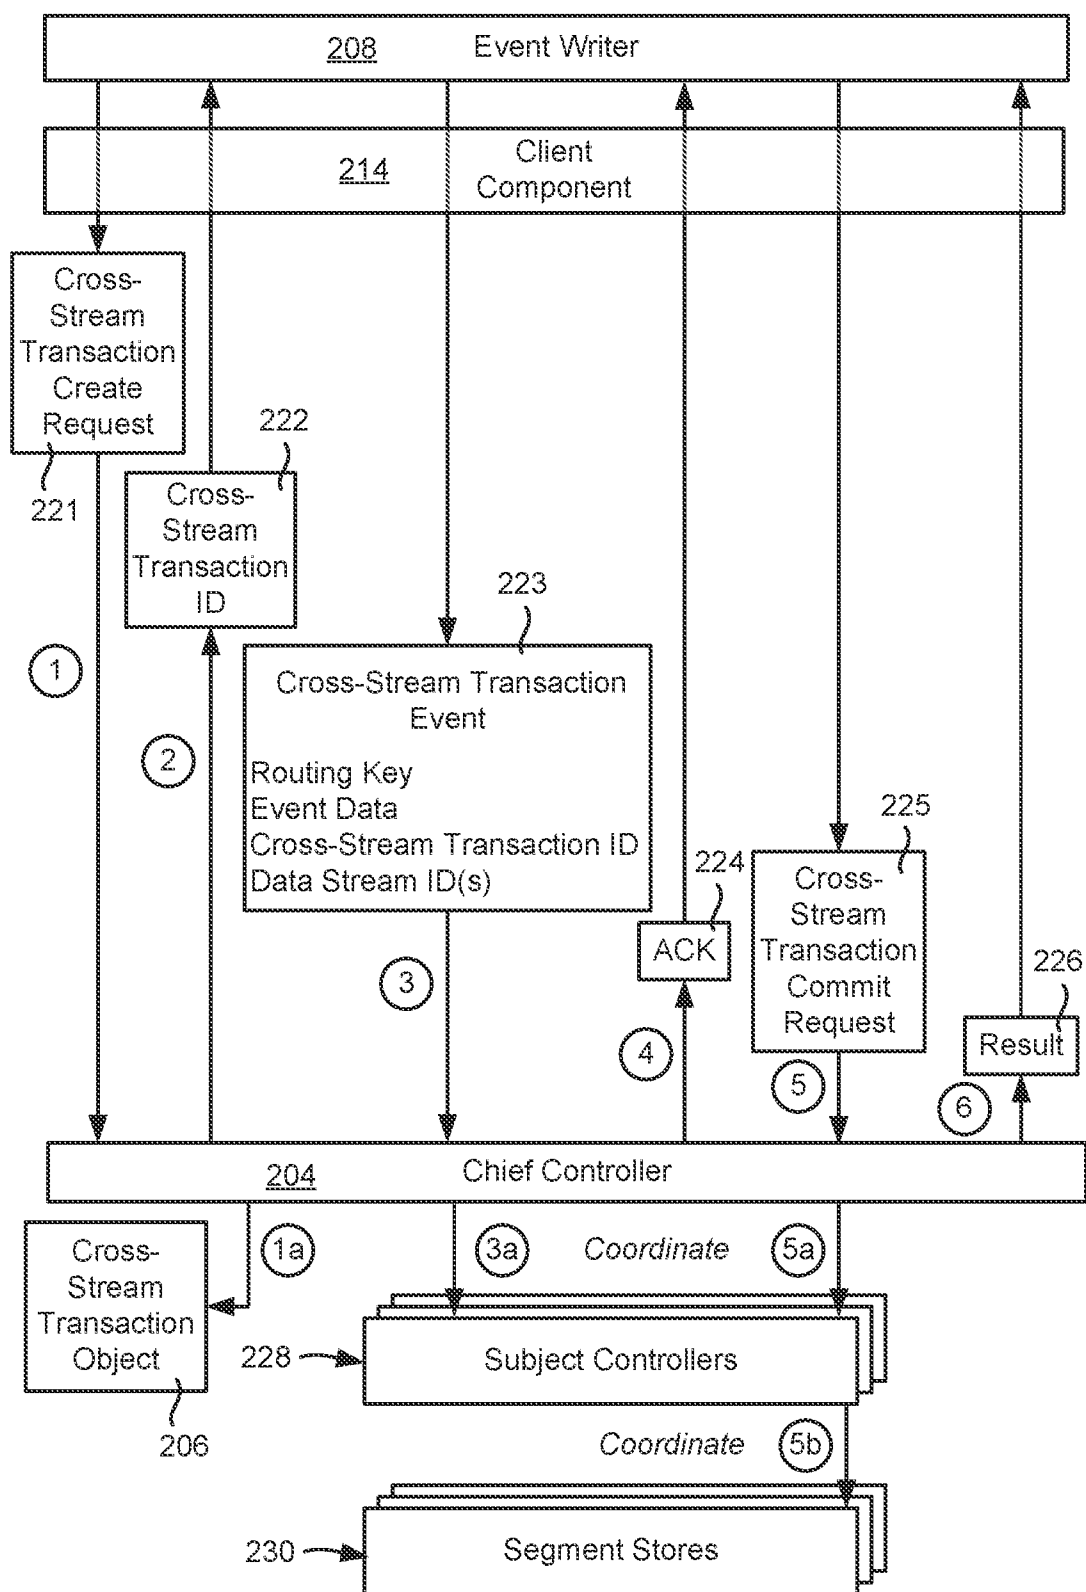 208 Event Writer
214 Client
Component
Cross-
Stream
Transaction
Create
Request
221
222
Cross-
Stream
Transaction
ID
1
2
223
Cross-Stream Transaction
Event
Routing Key
Event Data
Cross-Stream Transaction ID
Data Stream ID(s)
3
224
ACK
4
225
Cross-
Stream
Transaction
Commit
Request
5
226
Result
6
204 Chief Controller
Cross-
Stream
Transaction
Object
206
1a
3a
Coordinate
5a
228
Subject Controllers
Coordinate
5b
230
Segment Stores